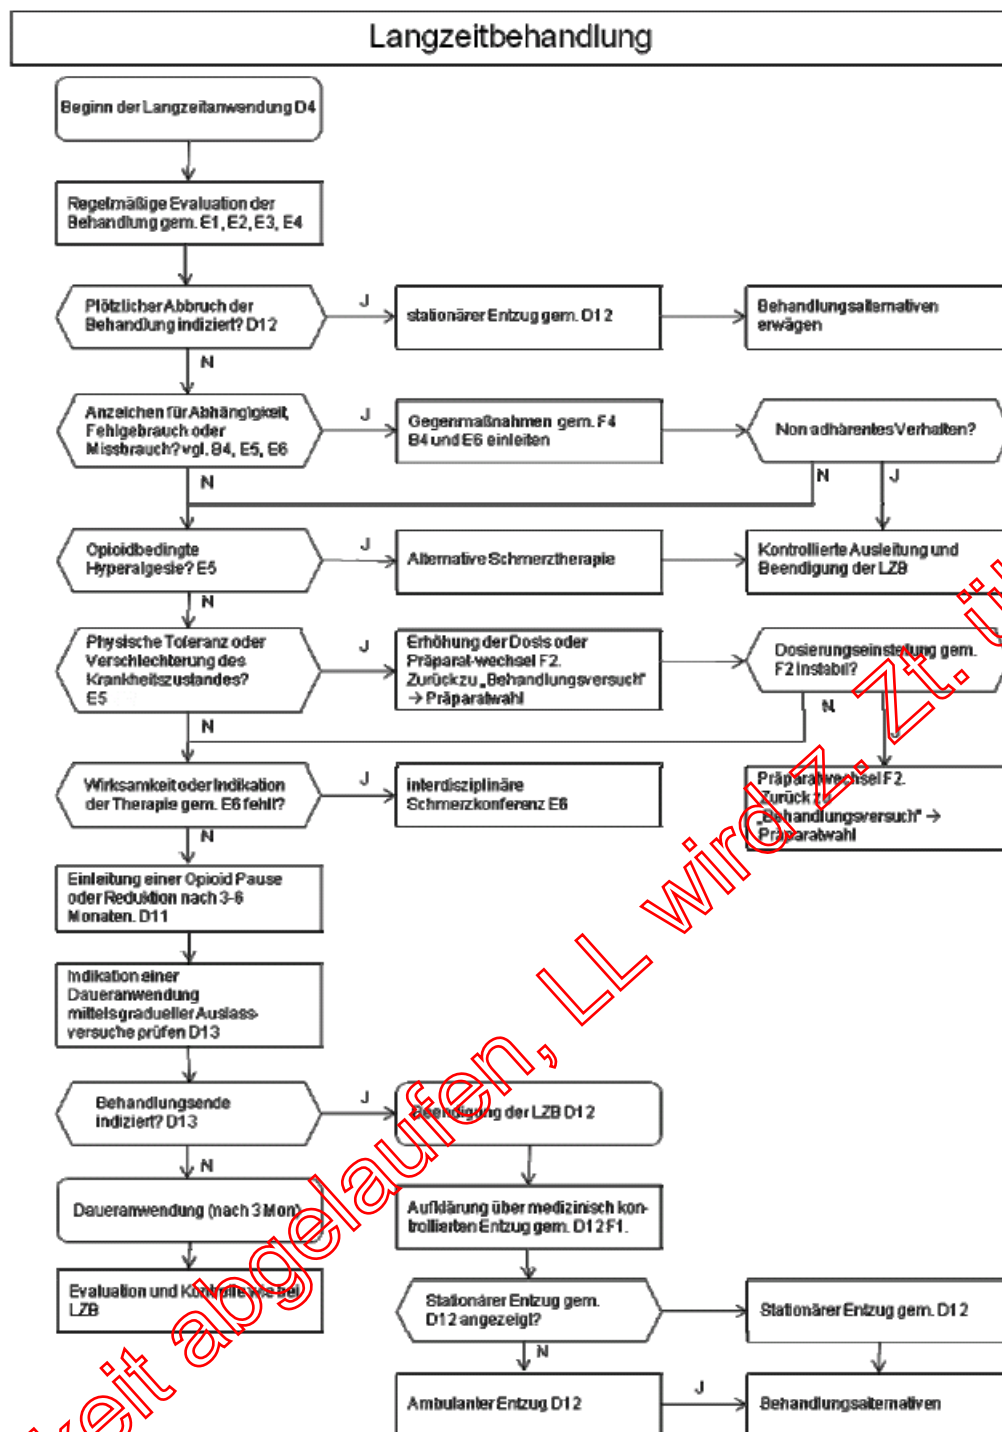 Langzeitbehandlung
Beginn der Langzeitanwendung D4
Regelmäßige Evaluation der
Behandlung gem. E1, E2, E3, E4
Plötzlicher Abbruch der
Behandlung indiziert? D12
J
stationärer Entzug gem. D12
Behandlungsalternativen
erwägen
N
Anzeichen für Abhängigkeit,
Fehlgebrauch oder
Missbrauch? vgl. B4, E5, E6
J
Gegenmaßnahmen gem. F4
B4 und E6 einleiten
Non adhärentes Verhalten?
N
N
J
Opioidbedingte
Hyperalgesie? E5
J
Alternative Schmerztherapie
Kontrollierte Ausleitung und
Beendigung der LZB
N
Physische Toleranz oder
Verschlechterung des
Krankheitszustandes?
E5
J
Erhöhung der Dosis oder
Präparat-wechsel F2.
Zurück zu „Behandlungsversuch"
→ Präparatwahl
Dosierungseinstellung gem.
F2 instabil?
N
N
J
Wirksamkeit oder Indikation
der Therapie gem. E6 fehlt?
J
interdisziplinäre
Schmerzkonferenz E6
Präparatwechsel F2.
Zurück zu
„Behandlungsversuch" →
Präparatwahl
N
Einleitung einer Opioid Pause
oder Reduktion nach 3-6
Monaten. D11
Indikation einer
Daueranwendung
mittels gradueller Auslass-
versuche prüfen D13
Behandlungsende
indiziert? D13
J
Beendigung der LZB D12
N
Daueranwendung (nach 3 Mon)
Aufklärung über medizinisch kon-
trollierten Entzug gem. D12 F1.
Evaluation und Kontrolle wie bei
LZB
Stationärer Entzug gem.
D12 angezeigt?
Stationärer Entzug gem. D12
N
Ambulanter Entzug D12
J
Behandlungsalternativen
keit abgelaufen, LL wird z. Zt. ü